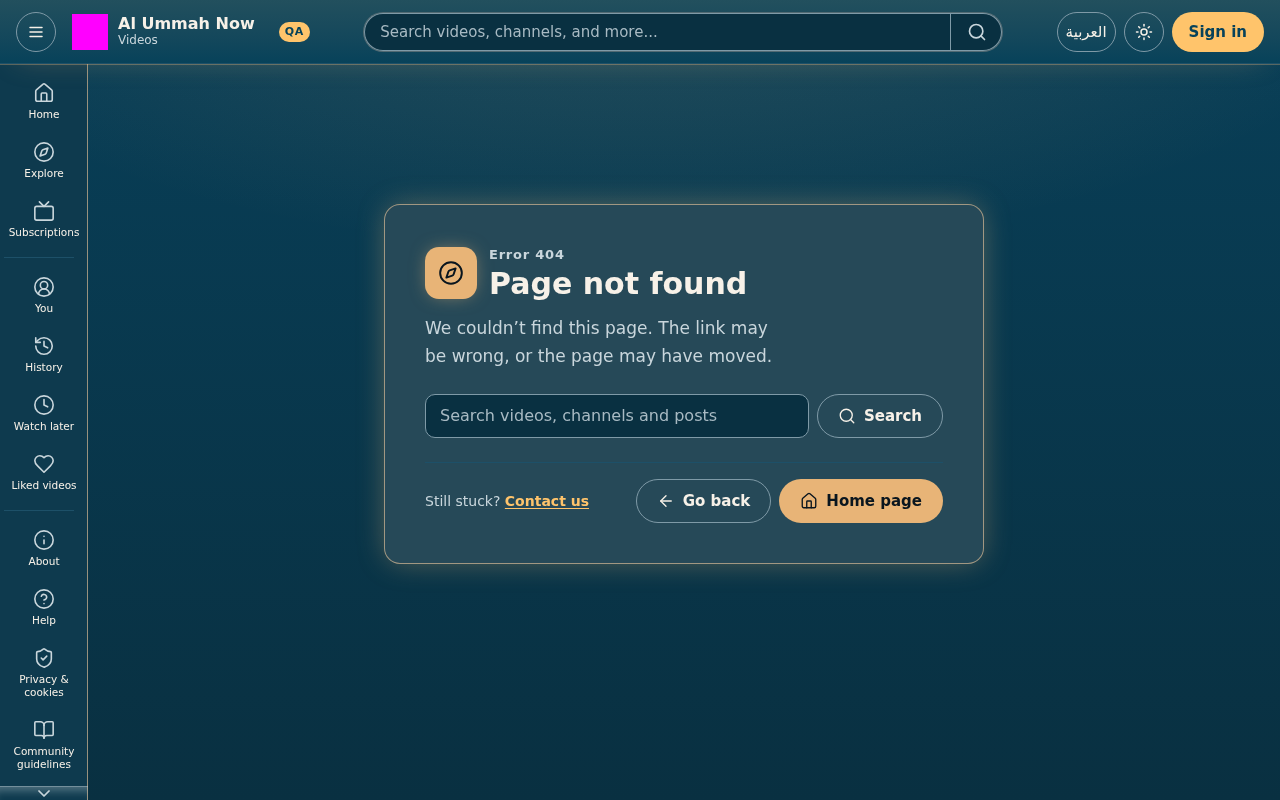 Al Ummah Now
Videos
QA
Search videos, channels, and more...
العربية
Sign in
Home
Explore
Subscriptions
You
History
Watch later
Liked videos
About
Help
Privacy &
cookies
Community
guidelines
Error 404
Page not found
We couldn’t find this page. The link may
be wrong, or the page may have moved.
Search videos, channels and posts
Search
Still stuck? Contact us
Go back
Home page